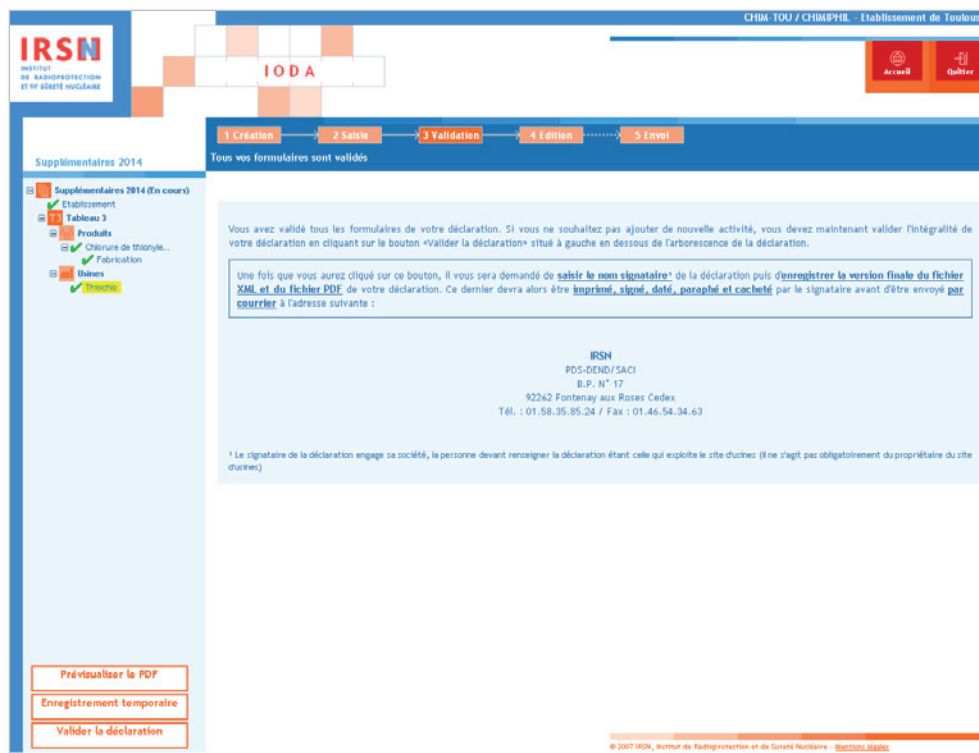 CHIM-TOU / CHIMIPHIL - Etablissement de Toulous
IRSN
INSTITUT
DE RADIOPROTECTION
ET DE SÛRETÉ NUCLÉAIRE
IODA
Accueil
Quitter
1 Création
2 Saisie
3 Validation
4 Edition
5 Envoi
Supplémentaires 2014
Tous vos formulaires sont validés
Supplémentaires 2014 (En cours)
Etablissement
T3 Tableau 3
Produits
Chlorure de thionyle...
Fabrication
Usines
Thiochio
Vous avez validé tous les formulaires de votre déclaration. Si vous ne souhaitez pas ajouter de nouvelle activité, vous devez maintenant valider l'intégralité de
votre déclaration en cliquant sur le bouton «Valider la déclaration» situé à gauche en dessous de l'arborescence de la déclaration.
Une fois que vous aurez cliqué sur ce bouton, il vous sera demandé de saisir le nom signataire¹ de la déclaration puis d'enregistrer la version finale du fichier
XML et du fichier PDF de votre déclaration. Ce dernier devra alors être imprimé, signé, daté, paraphé et cacheté par le signataire avant d'être envoyé par
courrier à l'adresse suivante :
IRSN
PDS-DEND/SACI
B.P. N° 17
92262 Fontenay aux Roses Cedex
Tél. : 01.58.35.85.24 / Fax : 01.46.54.34.63
¹ Le signataire de la déclaration engage sa société, la personne devant renseigner la déclaration étant celle qui exploite le site d'usines (il ne s'agit pas obligatoirement du propriétaire du site
d'usines)
Prévisualiser le PDF
Enregistrement temporaire
Valider la déclaration
© 2007 IRSN, Institut de Radioprotection et de Sureté Nucléaire - Mentions légales